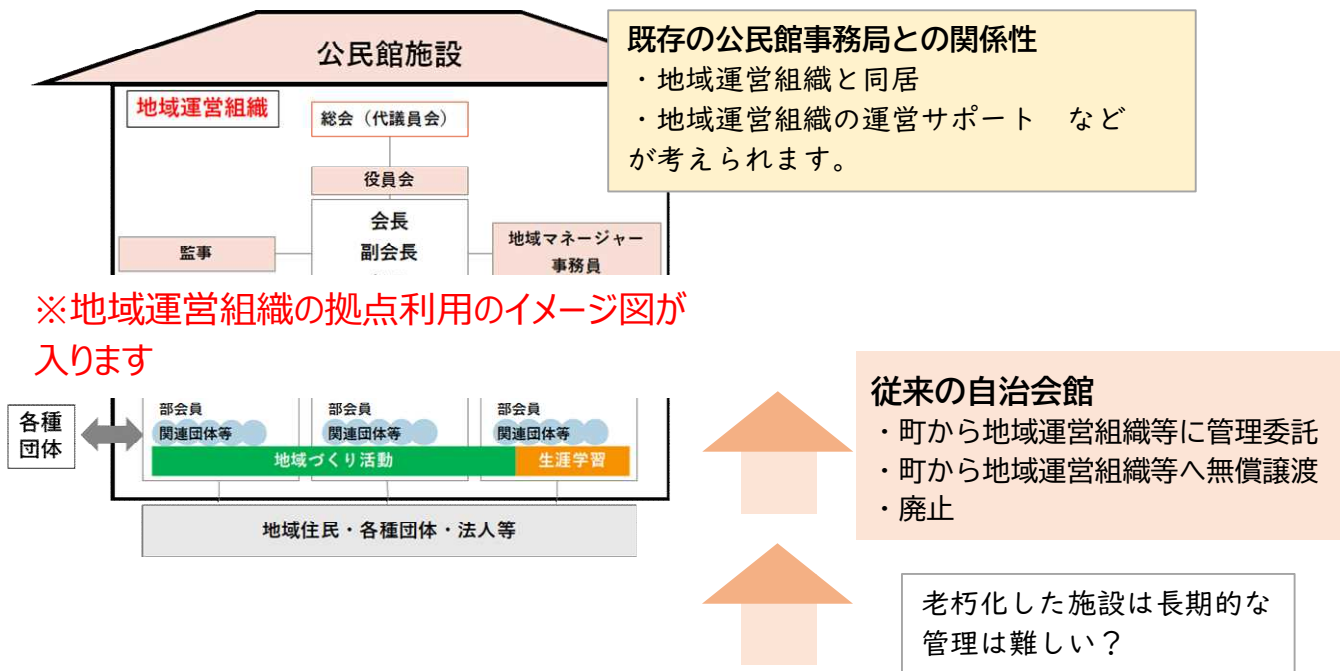 公民館施設
地域運営組織
総会（代議員会）
役員会
会長
副会長
監事
地域マネージャー
事務員
既存の公民館事務局との関係性
・地域運営組織と同居
・地域運営組織の運営サポート　など
が考えられます。
※地域運営組織の拠点利用のイメージ図が
入ります
各種
団体
部会員
関連団体等
部会員
関連団体等
部会員
関連団体等
地域づくり活動
生涯学習
地域住民・各種団体・法人等
従来の自治会館
・町から地域運営組織等に管理委託
・町から地域運営組織等へ無償譲渡
・廃止
老朽化した施設は長期的な
管理は難しい？